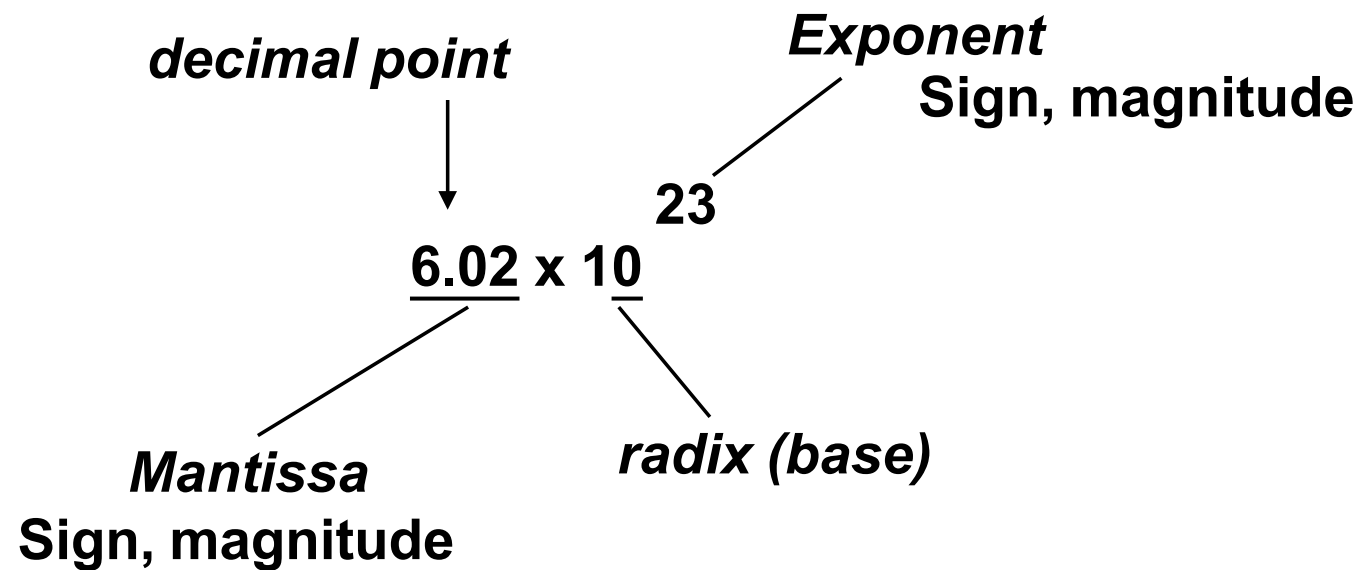 decimal point
Exponent
Sign, magnitude
23
6.02 x 10
Mantissa
Sign, magnitude
radix (base)